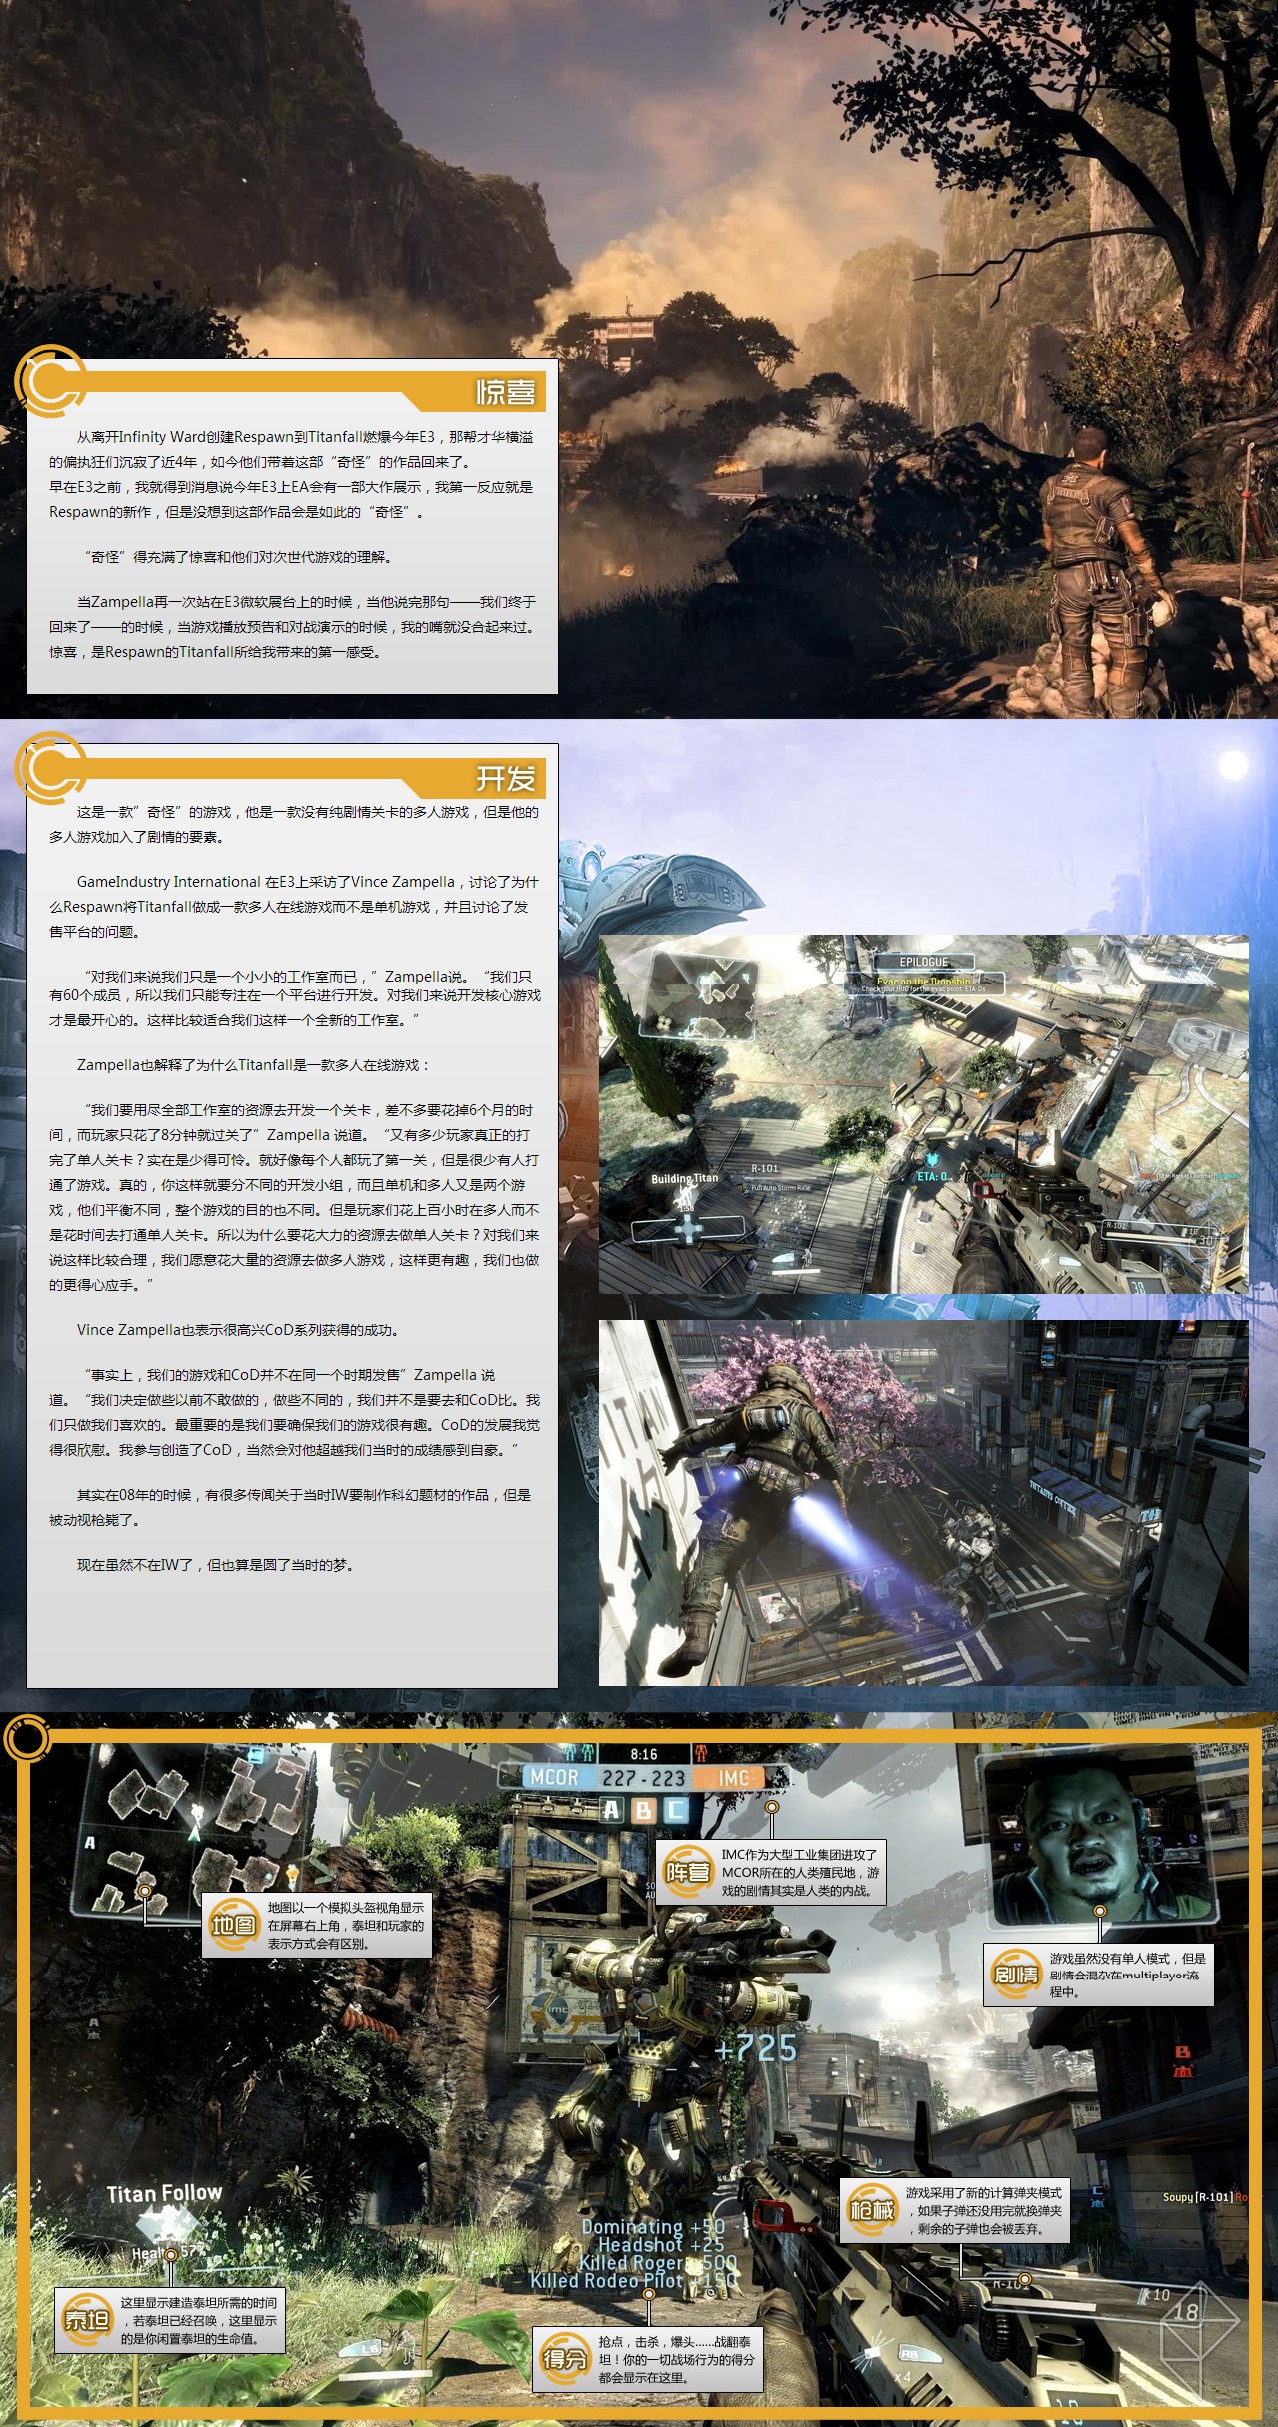 惊喜
从离开Infinity Ward创建Respawn到Titanfall燃爆今年E3，那帮才华横溢
的偏执狂们沉寂了近4年，如今他们带着这部“奇怪”的作品回来了。
早在E3之前，我就得到消息说今年E3上EA会有一部大作展示，我第一反应就是
Respawn的新作，但是没想到这部作品会是如此的“奇怪”。
“奇怪”得充满了惊喜和他们对次世代游戏的理解。
当Zampella再一次站在E3微软展台上的时候，当他说完那句——我们终于
回来了——的时候，当游戏播放预告和对战演示的时候，我的嘴就没合起来过。
惊喜，是Respawn的Titanfall所给我带来的第一感受。
开发
这是一款”奇怪”的游戏，他是一款没有纯剧情关卡的多人游戏，但是他的
多人游戏加入了剧情的要素。
GameIndustry International 在E3上采访了Vince Zampella，讨论了为什
么Respawn将Titanfall做成一款多人在线游戏而不是单机游戏，并且讨论了发
售平台的问题。
“对我们来说我们只是一个小小的工作室而已，”Zampella说。“我们只
有60个成员，所以我们只能专注在一个平台进行开发。对我们来说开发核心游戏
才是最开心的。这样比较适合我们这样一个全新的工作室。”
Zampella也解释了为什么Titanfall是一款多人在线游戏：
“我们要用尽全部工作室的资源去开发一个关卡，差不多要花掉6个月的时
间，而玩家只花了8分钟就过关了”Zampella 说道。“又有多少玩家真正的打
完了单人关卡？实在是少得可怜。就好像每个人都玩了第一关，但是很少有人打
通了游戏。真的，你这样就要分不同的开发小组，而且单机和多人又是两个游
戏，他们平衡不同，整个游戏的目的也不同。但是玩家们花上百小时在多人而不
是花时间去打通单人关卡。所以为什么要花大力的资源去做单人关卡？对我们来
说这样比较合理，我们愿意花大量的资源去做多人游戏，这样更有趣，我们也做
的更得心应手。”
Vince Zampella也表示很高兴CoD系列获得的成功。
“事实上，我们的游戏和CoD并不在同一个时期发售”Zampella 说
道。“我们决定做些以前不敢做的，做些不同的，我们并不是要去和CoD比。我
们只做我们喜欢的。最重要的是我们要确保我们的游戏很有趣。CoD的发展我觉
得很欣慰。我参与创造了CoD，当然会对他超越我们当时的成绩感到自豪。”
其实在08年的时候，有很多传闻关于当时IW要制作科幻题材的作品，但是
被动视枪毙了。
现在虽然不在IW了，但也算是圆了当时的梦。
EPILOGUE
Evac on the Dropship
Check your HUD for the evac point. ETA: 0s
ETA: 0
Building Titan
1:56
R-101
Full Auto Storm Rifle
R-101
30
8:16
MCOR 227-223 IMC
A B C
A
阵营
IMC作为大型工业集团进攻了
MCOR所在的人类殖民地，游
戏的剧情其实是人类的内战。
地图
地图以一个模拟头盔视角显示
在屏幕右上角，泰坦和玩家的
表示方式会有区别。
剧情
游戏虽然没有单人模式，但是
剧情会混杂在multiplayer流
程中。
imc
A
+725
B
枪械
游戏采用了新的计算弹夹模式
，如果子弹还没用完就换弹夹
，剩余的子弹也会被丢弃。
C
Soupy [R-101]
Titan Follow
57%
Dominating +50
Headshot +25
Killed Roger +500
Killed Rodeo Pilot +150
泰坦
这里显示建造泰坦所需的时间
，若泰坦已经召唤，这里显示
的是你闲置泰坦的生命值。
得分
抢点，击杀，爆头......战翻泰
坦！你的一切战场行为的得分
都会显示在这里。
x10
18
LB
RB
x4